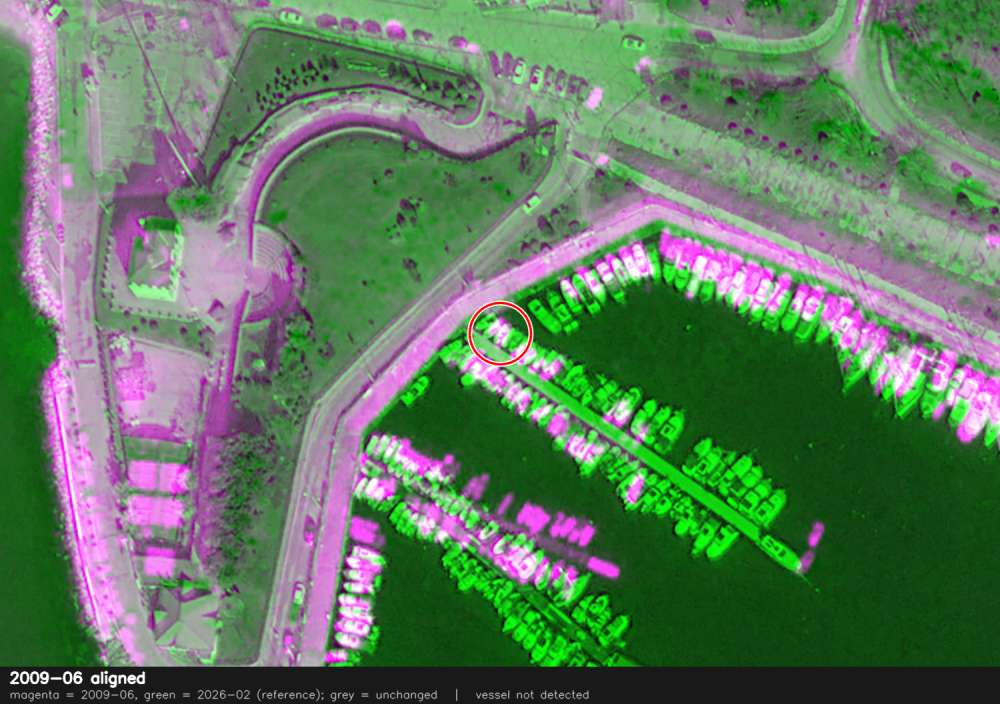 2009-06 aligned
magenta = 2009-06, green = 2026-02 (reference); grey = unchanged | vessel not detected